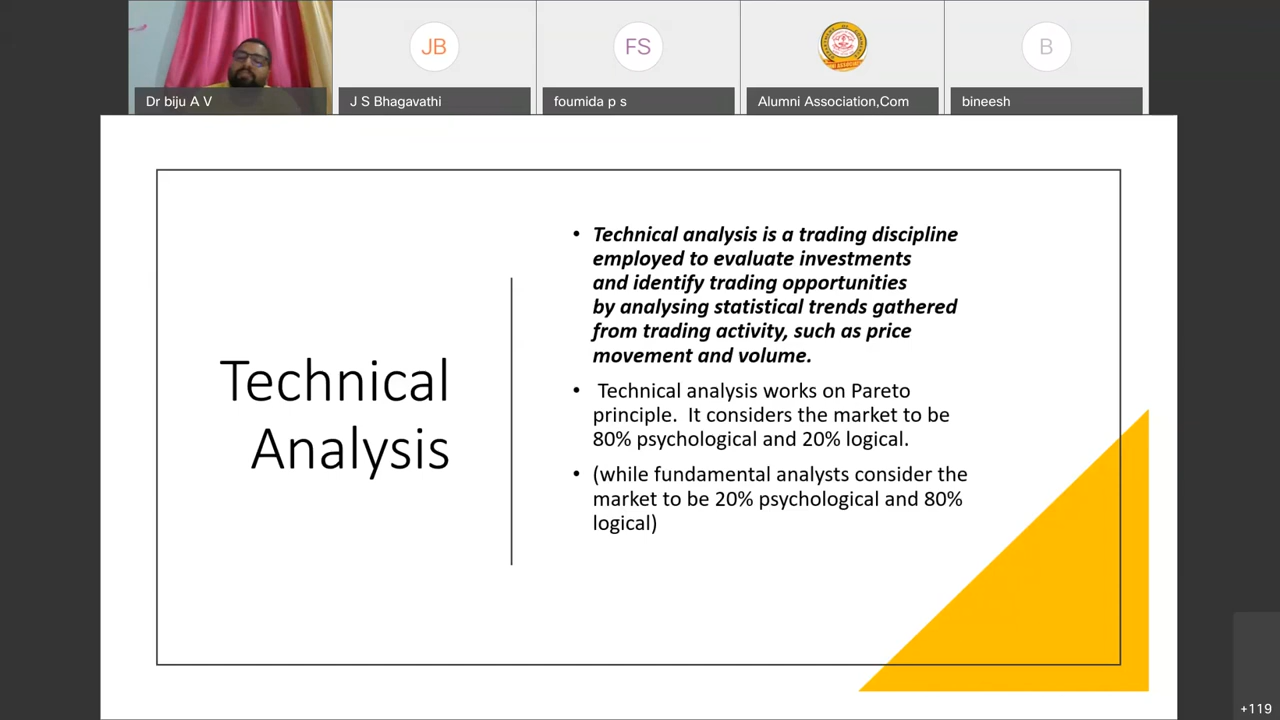 JB
FS
B
Dr biju A V
J S Bhagavathi
foumida p s
Alumni Association,Com
bineesh
Technical
Analysis
• Technical analysis is a trading discipline
employed to evaluate investments
and identify trading opportunities
by analysing statistical trends gathered
from trading activity, such as price
movement and volume.
• Technical analysis works on Pareto
principle. It considers the market to be
80% psychological and 20% logical.
• (while fundamental analysts consider the
market to be 20% psychological and 80%
logical)
+119